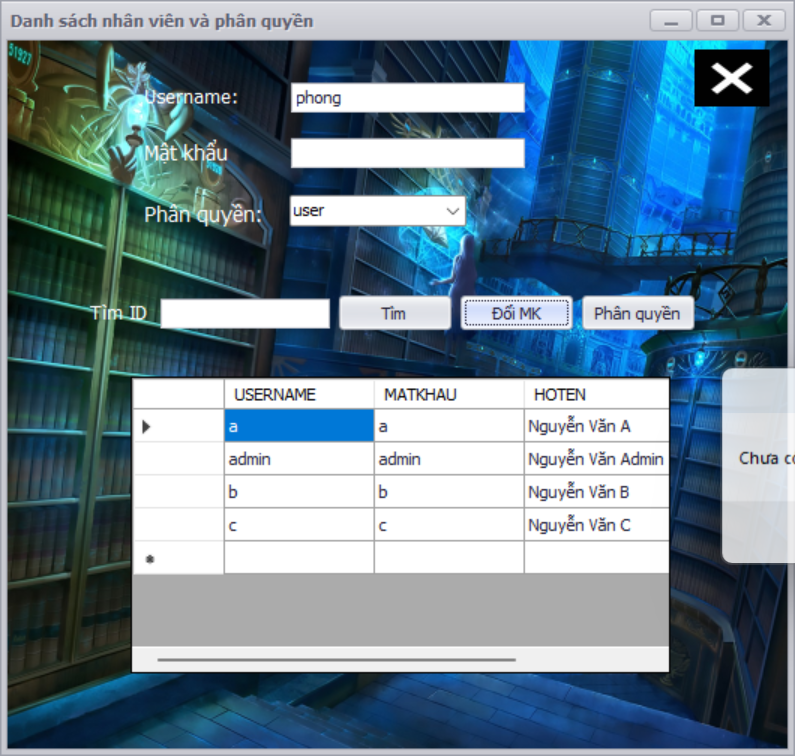 Danh sách nhân viên và phân quyền
51927
Username: phong
Mật khẩu
Phân quyền: user
Tìm ID Tìm Đổi MK Phân quyền
USERNAME MATKHAU HOTEN
a a Nguyễn Văn A
admin admin Nguyễn Văn Admin
b b Nguyễn Văn B
c c Nguyễn Văn C
Chưa